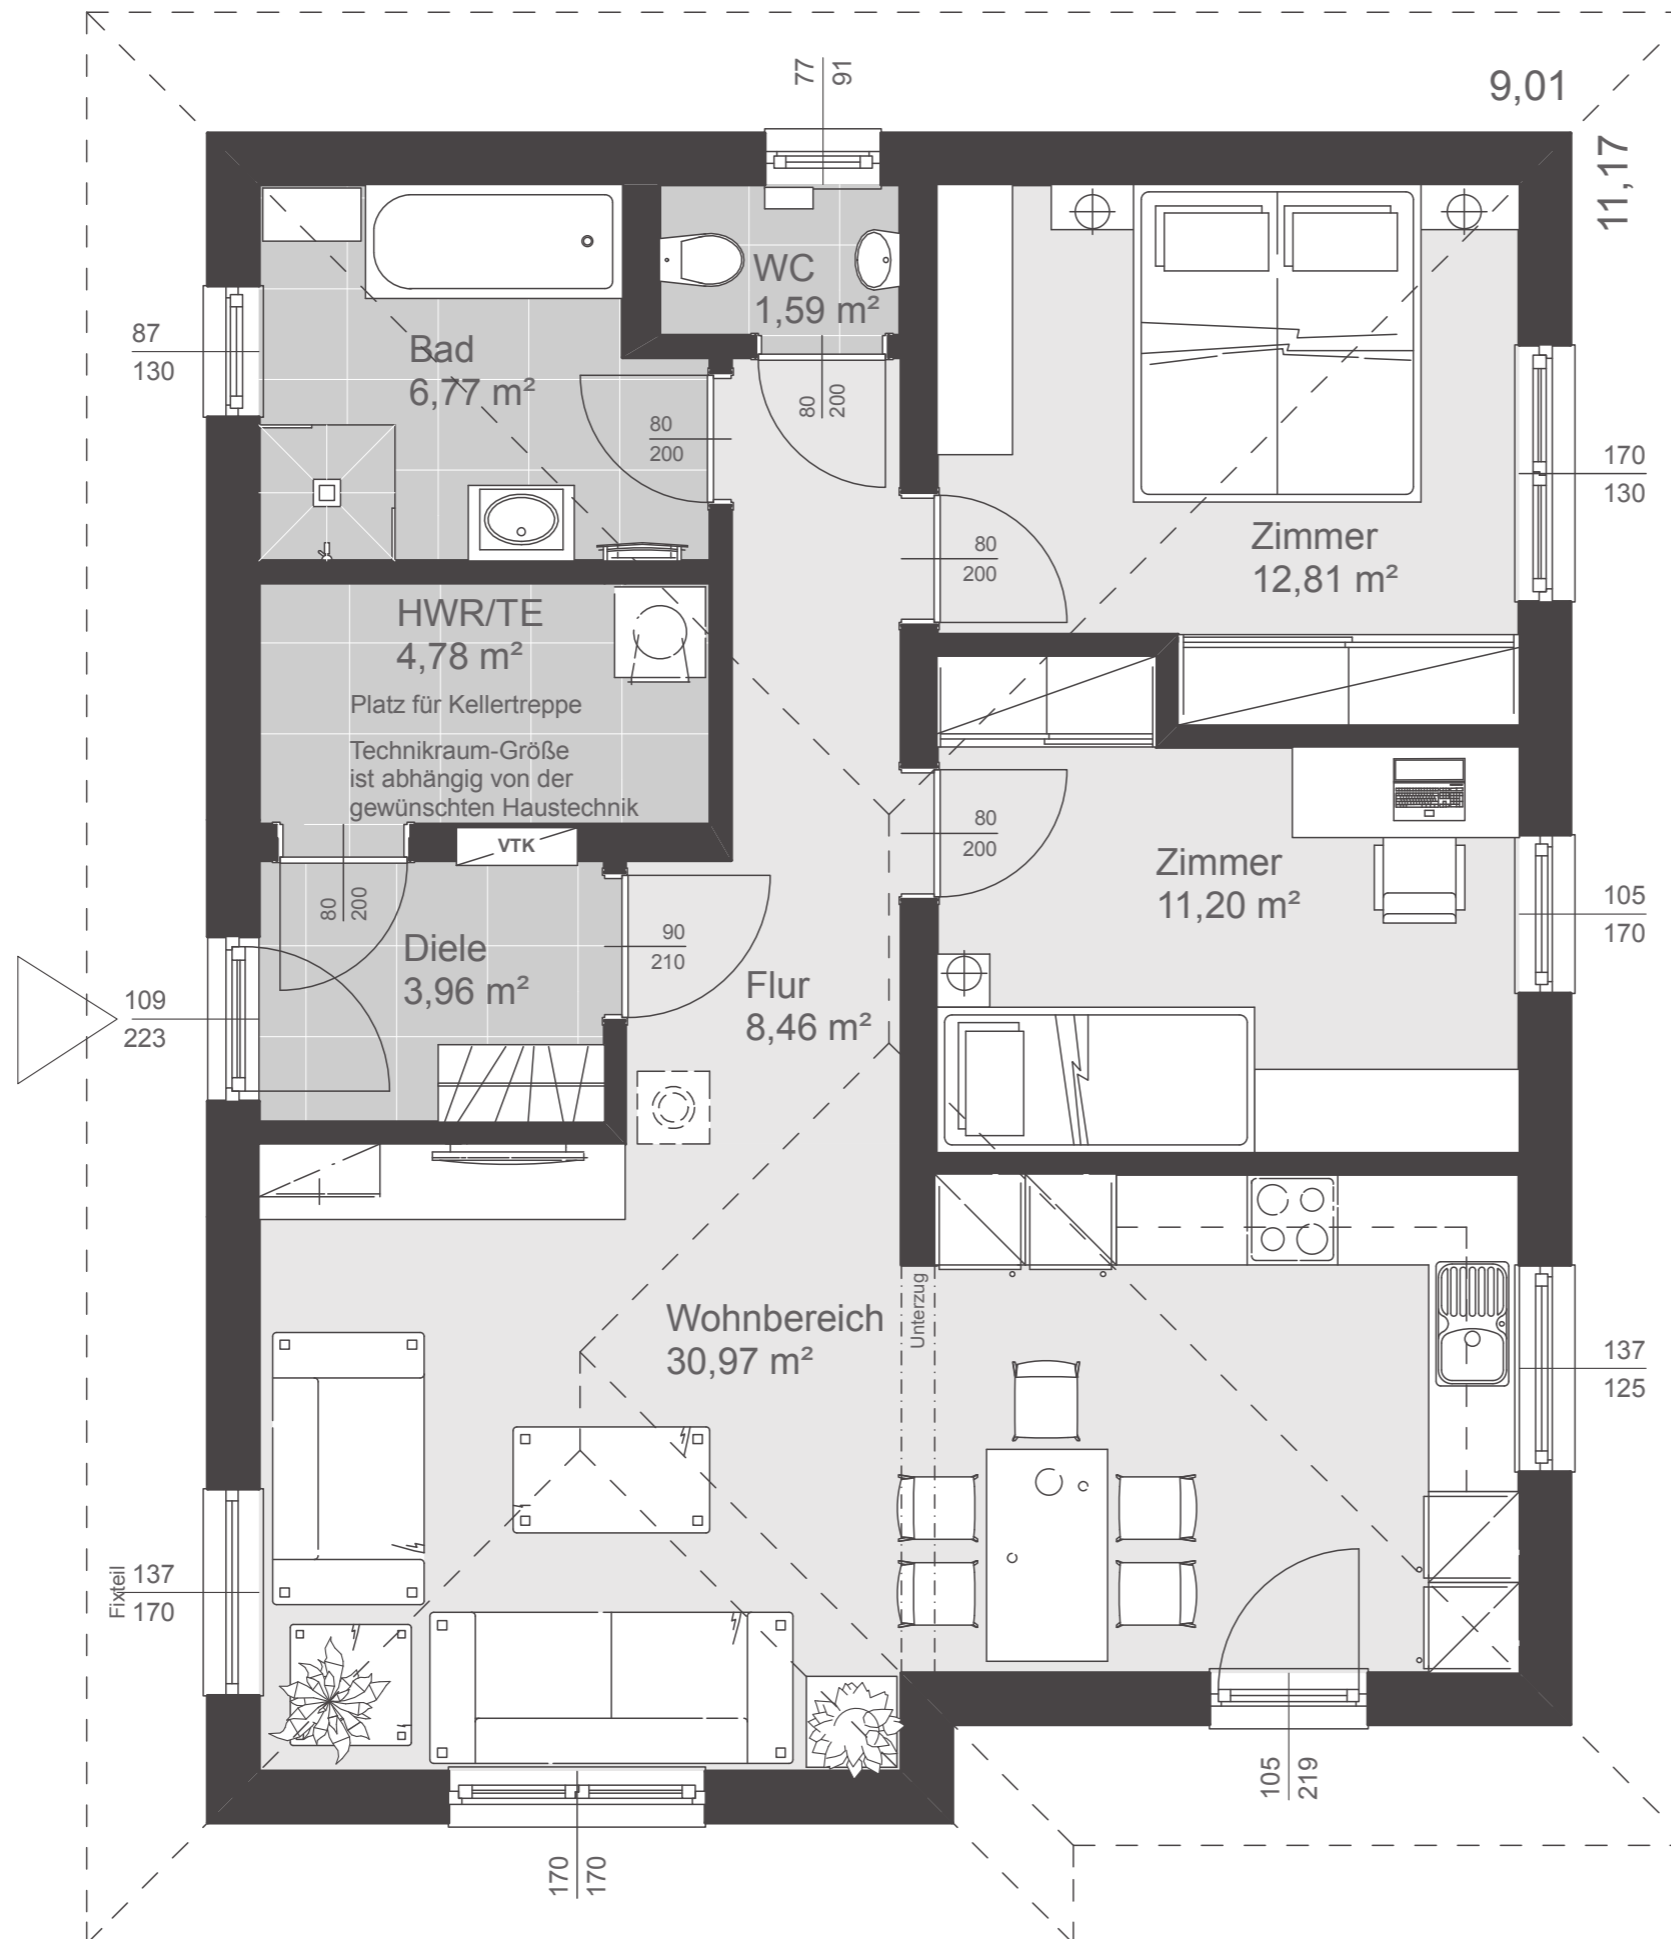 77
91
9,01
11,17
WC
1,59 m²
87
130
Bad
6,77 m²
80
200
80
200
170
130
Zimmer
12,81 m²
80
200
HWR/TE
4,78 m²
Platz für Kellertreppe
Technikraum-Größe
ist abhängig von der
gewünschten Haustechnik
VTK
80
200
80
200
Zimmer
11,20 m²
105
170
Diele
3,96 m²
90
210
109
223
Flur
8,46 m²
Wohnbereich
30,97 m²
Unterzug
137
125
Fixteil
137
170
105
219
170
170